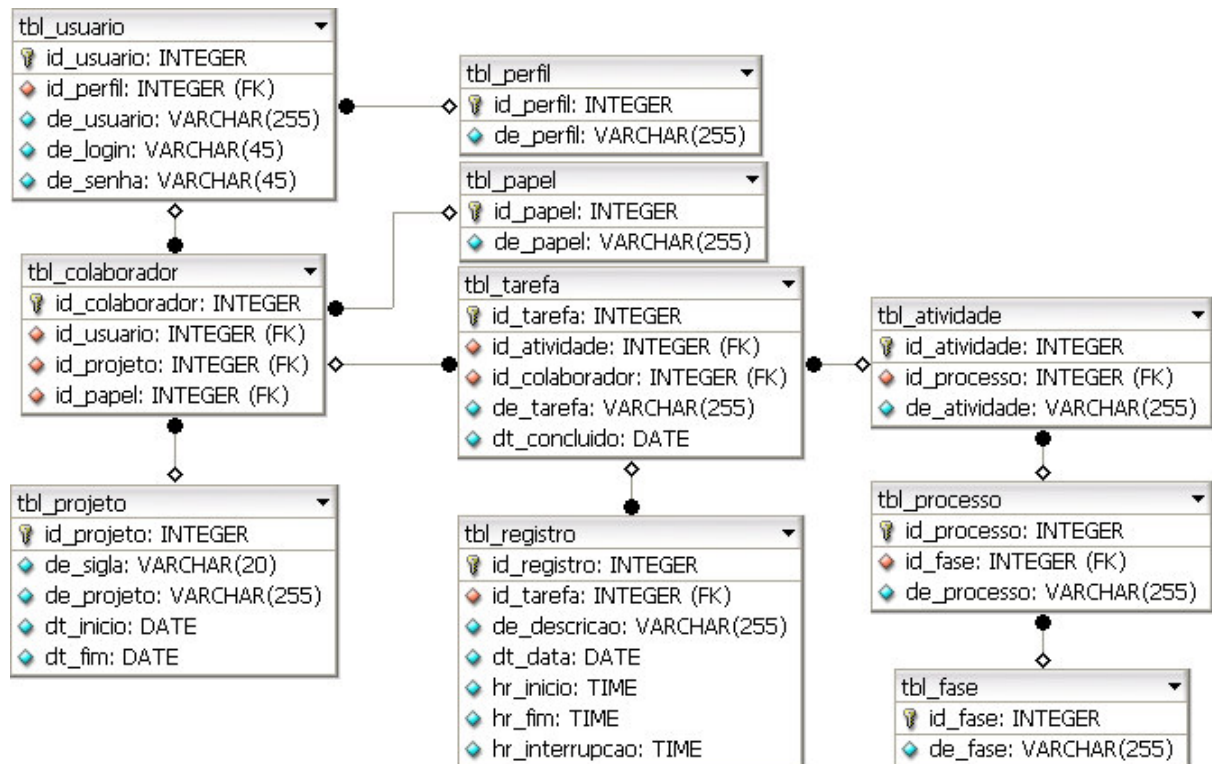 tbl_usuario
id_usuario: INTEGER
id_perfil: INTEGER (FK)
de_usuario: VARCHAR(255)
de_login: VARCHAR(45)
de_senha: VARCHAR(45)
tbl_perfil
id_perfil: INTEGER
de_perfil: VARCHAR(255)
tbl_papel
id_papel: INTEGER
de_papel: VARCHAR(255)
tbl_colaborador
id_colaborador: INTEGER
id_usuario: INTEGER (FK)
id_projeto: INTEGER (FK)
id_papel: INTEGER (FK)
tbl_tarefa
id_tarefa: INTEGER
id_atividade: INTEGER (FK)
id_colaborador: INTEGER (FK)
de_tarefa: VARCHAR(255)
dt_concluido: DATE
tbl_atividade
id_atividade: INTEGER
id_processo: INTEGER (FK)
de_atividade: VARCHAR(255)
tbl_projeto
id_projeto: INTEGER
de_sigla: VARCHAR(20)
de_projeto: VARCHAR(255)
dt_inicio: DATE
dt_fim: DATE
tbl_registro
id_registro: INTEGER
id_tarefa: INTEGER (FK)
de_descricao: VARCHAR(255)
dt_data: DATE
hr_inicio: TIME
hr_fim: TIME
hr_interrupcao: TIME
tbl_processo
id_processo: INTEGER
id_fase: INTEGER (FK)
de_processo: VARCHAR(255)
tbl_fase
id_fase: INTEGER
de_fase: VARCHAR(255)